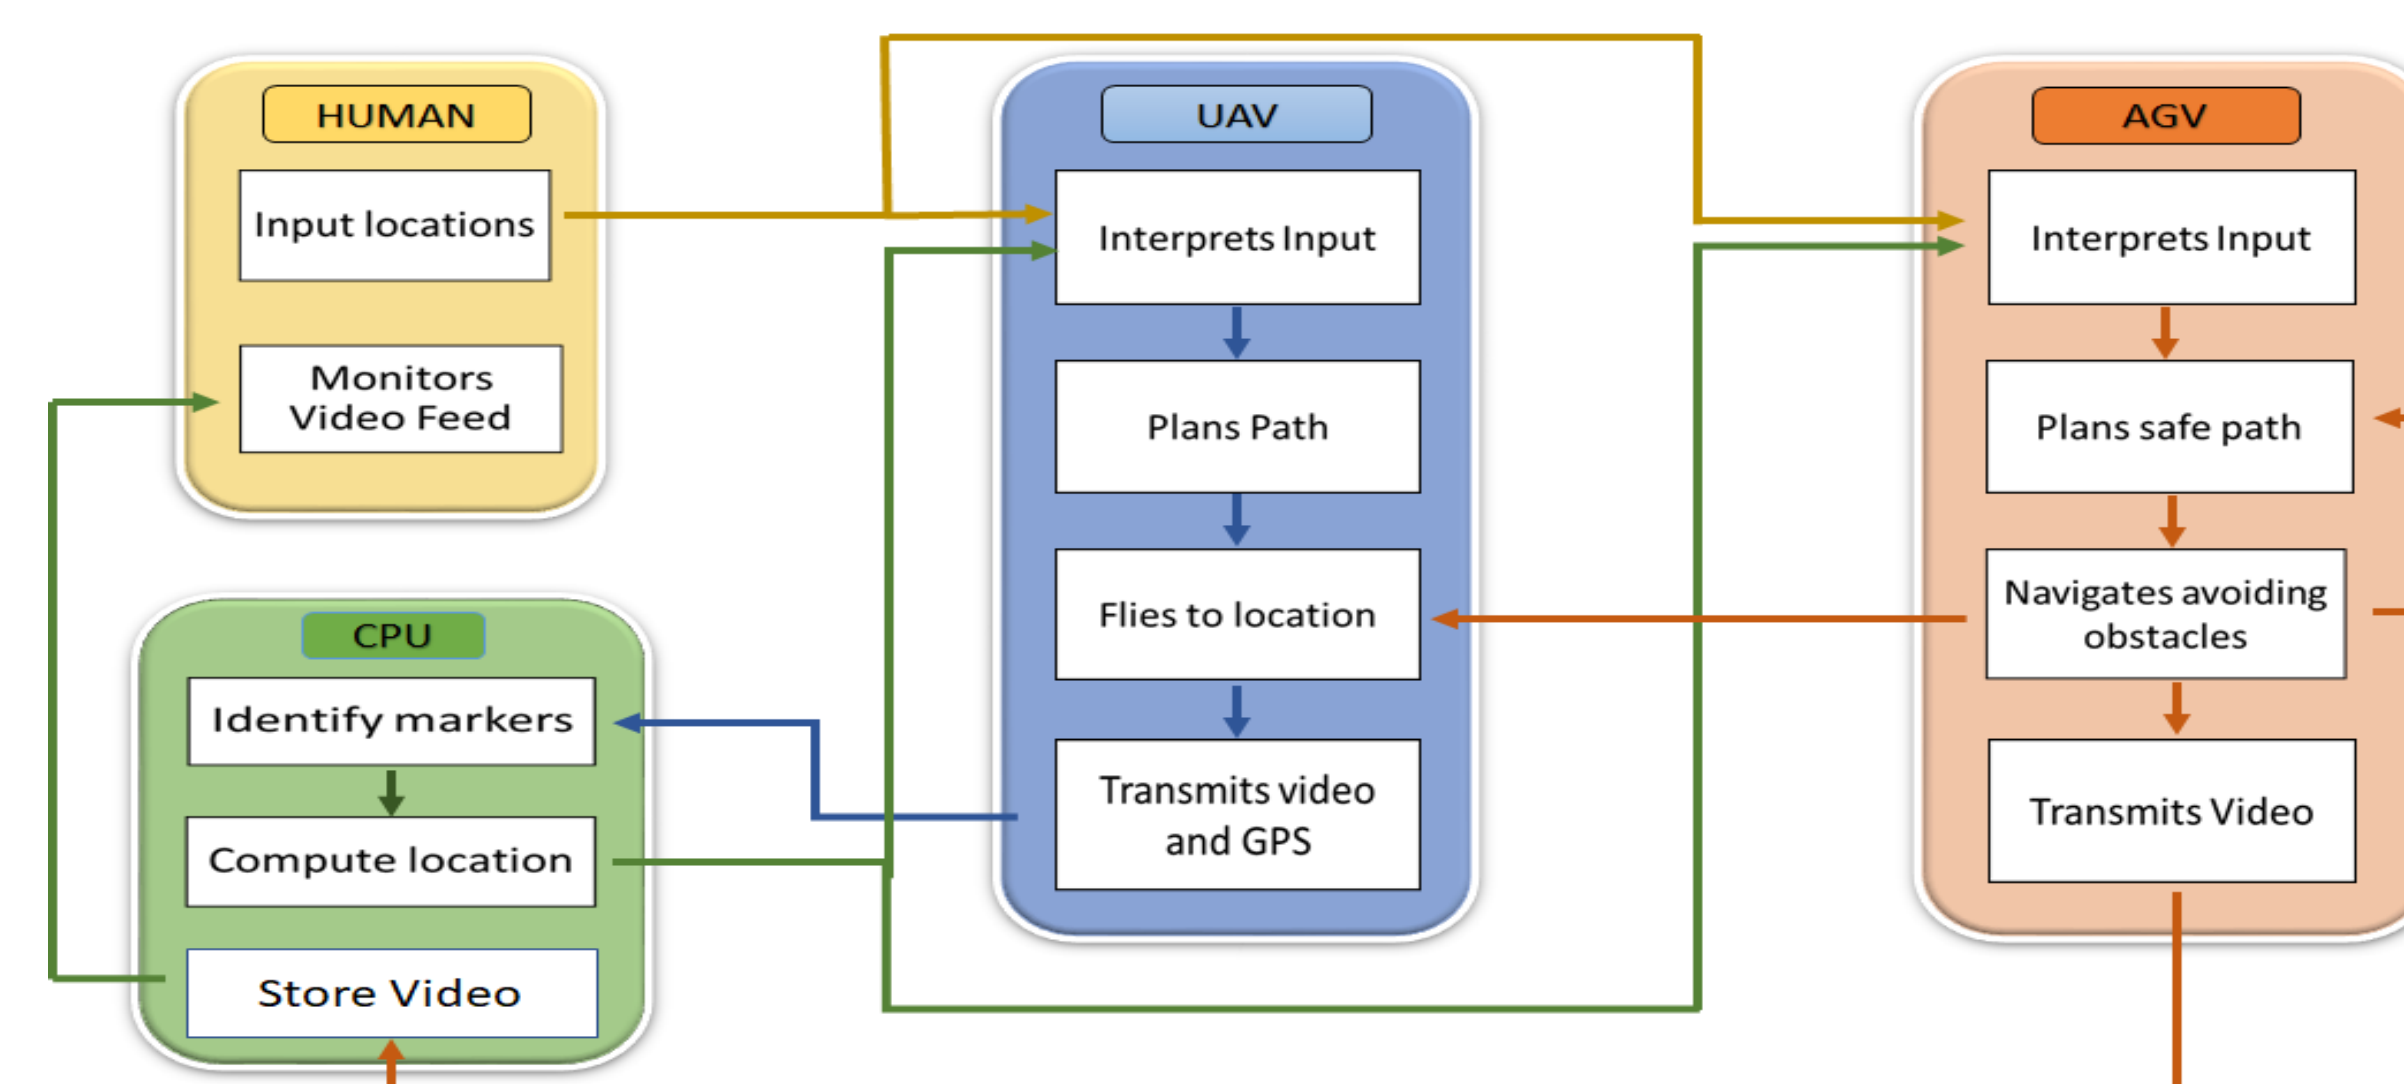 HUMAN
Input locations
Monitors
Video Feed
CPU
Identify markers
Compute location
Store Video
UAV
Interprets Input
Plans Path
Flies to location
Transmits video
and GPS
AGV
Interprets Input
Plans safe path
Navigates avoiding
obstacles
Transmits Video